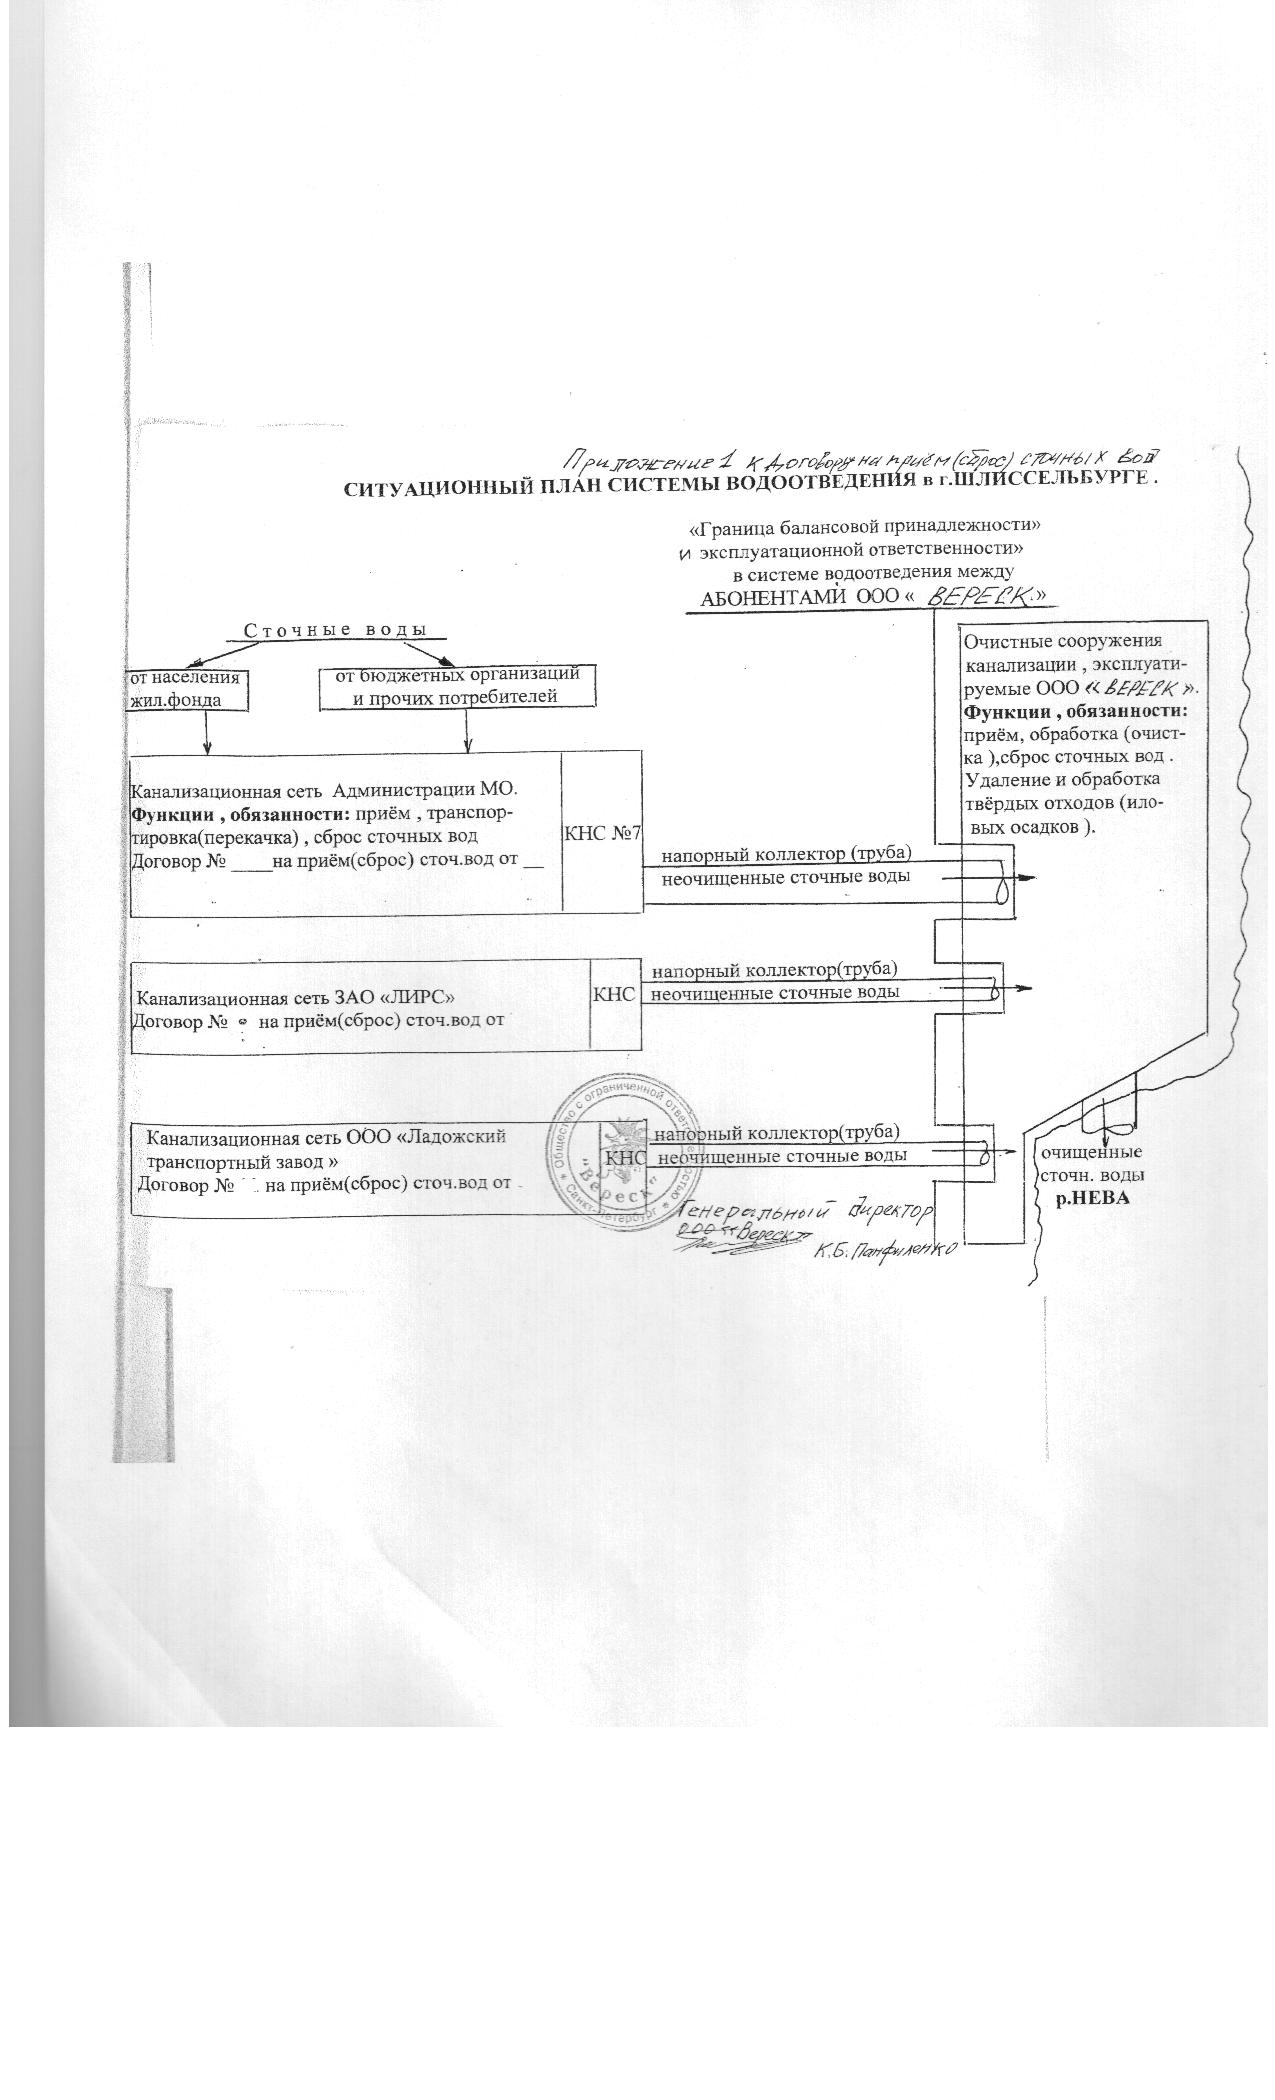 Приложение 1 к договору на приём (сброс) сточных вод
СИТУАЦИОННЫЙ ПЛАН СИСТЕМЫ ВОДООТВЕДЕНИЯ в г.ШЛИССЕЛЬБУРГЕ .
«Граница балансовой принадлежности»
и эксплуатационной ответственности»
в системе водоотведения между
АБОНЕНТАМИ ООО « ВЕРЕСК.»
Сточные воды
от населения
жил.фонда
от бюджетных организаций
и прочих потребителей
Канализационная сеть Администрации МО.
Функции , обязанности: приём , транспор-
тировка(перекачка) , сброс сточных вод
Договор № ____на приём(сброс) сточ.вод от __
КНС №7
напорный коллектор (труба)
неочищенные сточные воды
Канализационная сеть ЗАО «ЛИРС»
Договор № на приём(сброс) сточ.вод от
КНС
напорный коллектор(труба)
неочищенные сточные воды
Канализационная сеть ООО «Ладожский
транспортный завод »
Договор № на приём(сброс) сточ.вод от
КНС
напорный коллектор(труба)
неочищенные сточные воды
Очистные сооружения
канализации , эксплуати-
руемые ООО « ВЕРЕСК ».
Функции , обязанности:
приём, обработка (очист-
ка ),сброс сточных вод .
Удаление и обработка
твёрдых отходов (ило-
вых осадков ).
очищенные
сточн. воды
р.НЕВА
Общество с ограниченной ответственностью
Санкт-Петербург
"Вереск"
Генеральный директор
ООО «Вереск»
К.Б. Панфиленко